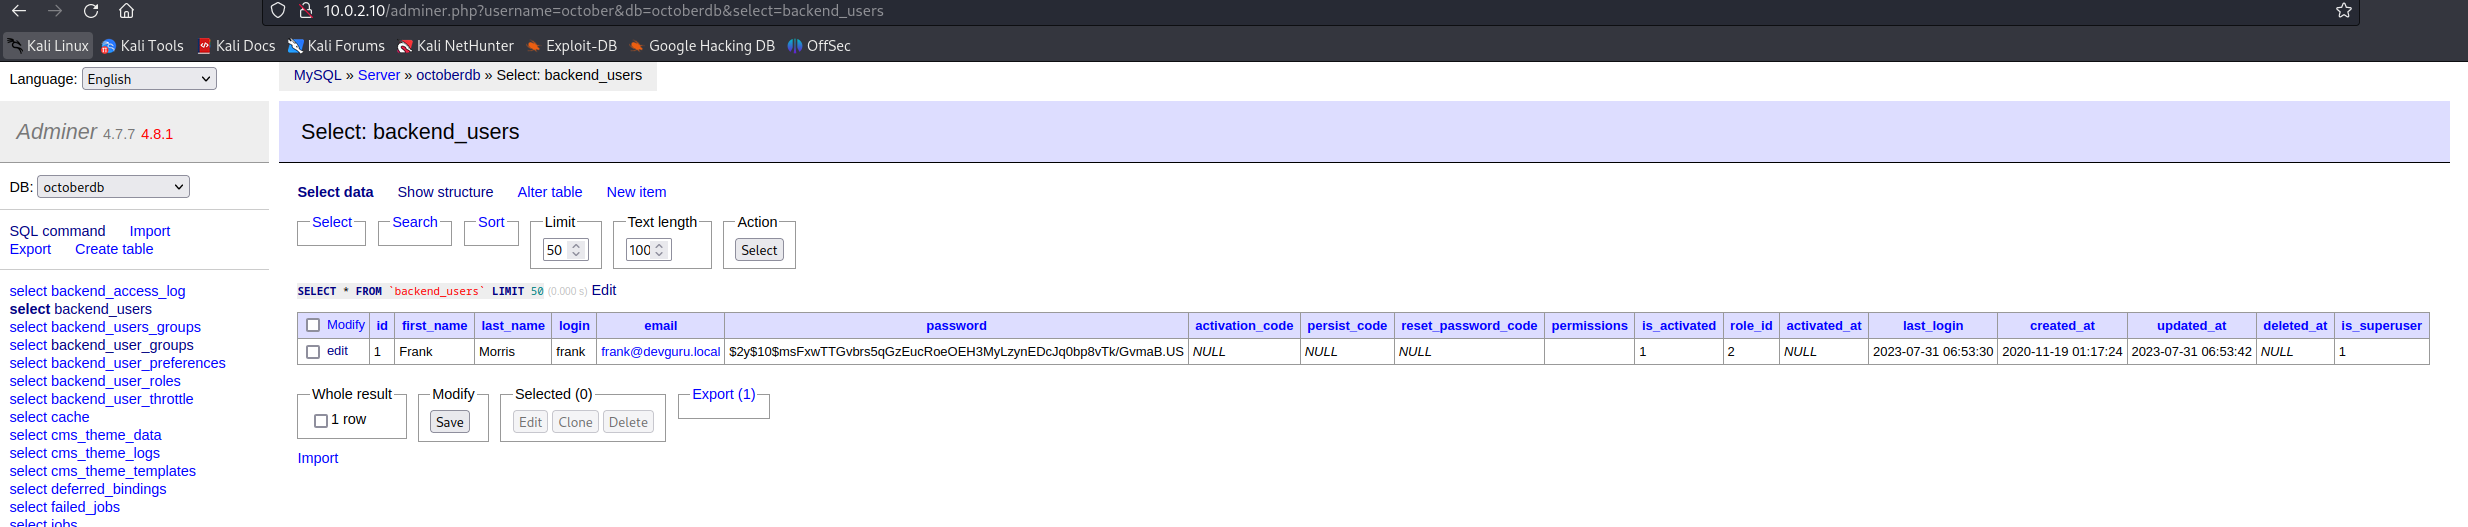 10.0.2.10/adminer.php?username=october&db=octoberdb&select=backend_users
Kali Linux Kali Tools Kali Docs Kali Forums Kali NetHunter Exploit-DB Google Hacking DB OffSec
Language: English
MySQL » Server » octoberdb » Select: backend_users
Adminer 4.7.7 4.8.1
Select: backend_users
DB: octoberdb
SQL command Import
Export Create table
select backend_access_log
select backend_users
select backend_users_groups
select backend_user_groups
select backend_user_preferences
select backend_user_roles
select backend_user_throttle
select cache
select cms_theme_data
select cms_theme_logs
select cms_theme_templates
select deferred_bindings
select failed_jobs
select jobs
Select data Show structure Alter table New item
Select Search Sort Limit Text length Action
50 100 Select
SELECT * FROM `backend_users` LIMIT 50 (0.000 s) Edit
Modify id first_name last_name login email password activation_code persist_code reset_password_code permissions is_activated role_id activated_at last_login created_at updated_at deleted_at is_superuser
edit 1 Frank Morris frank frank@devguru.local $2y$10$msFxwTTGvbrs5qGzEucRoeOEH3MyLzynEDcJq0bp8vTk/GvmaB.US NULL NULL NULL 1 2 NULL 2023-07-31 06:53:30 2020-11-19 01:17:24 2023-07-31 06:53:42 NULL 1
Whole result Modify Selected (0) Export (1)
1 row Save Edit Clone Delete
Import